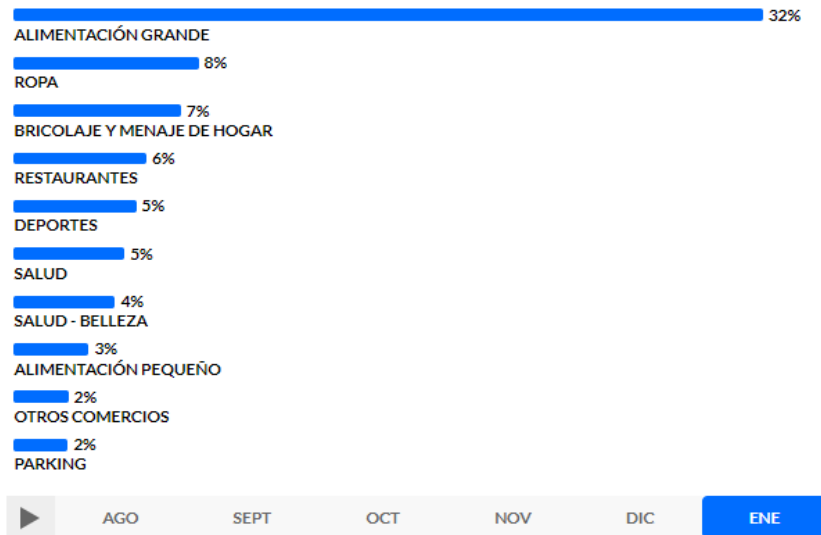 32%
ALIMENTACIÓN GRANDE
8%
ROPA
7%
BRICOLAJE Y MENAJE DE HOGAR
6%
RESTAURANTES
5%
DEPORTES
5%
SALUD
4%
SALUD - BELLEZA
3%
ALIMENTACIÓN PEQUEÑO
2%
OTROS COMERCIOS
2%
PARKING
AGO SEPT OCT NOV DIC ENE